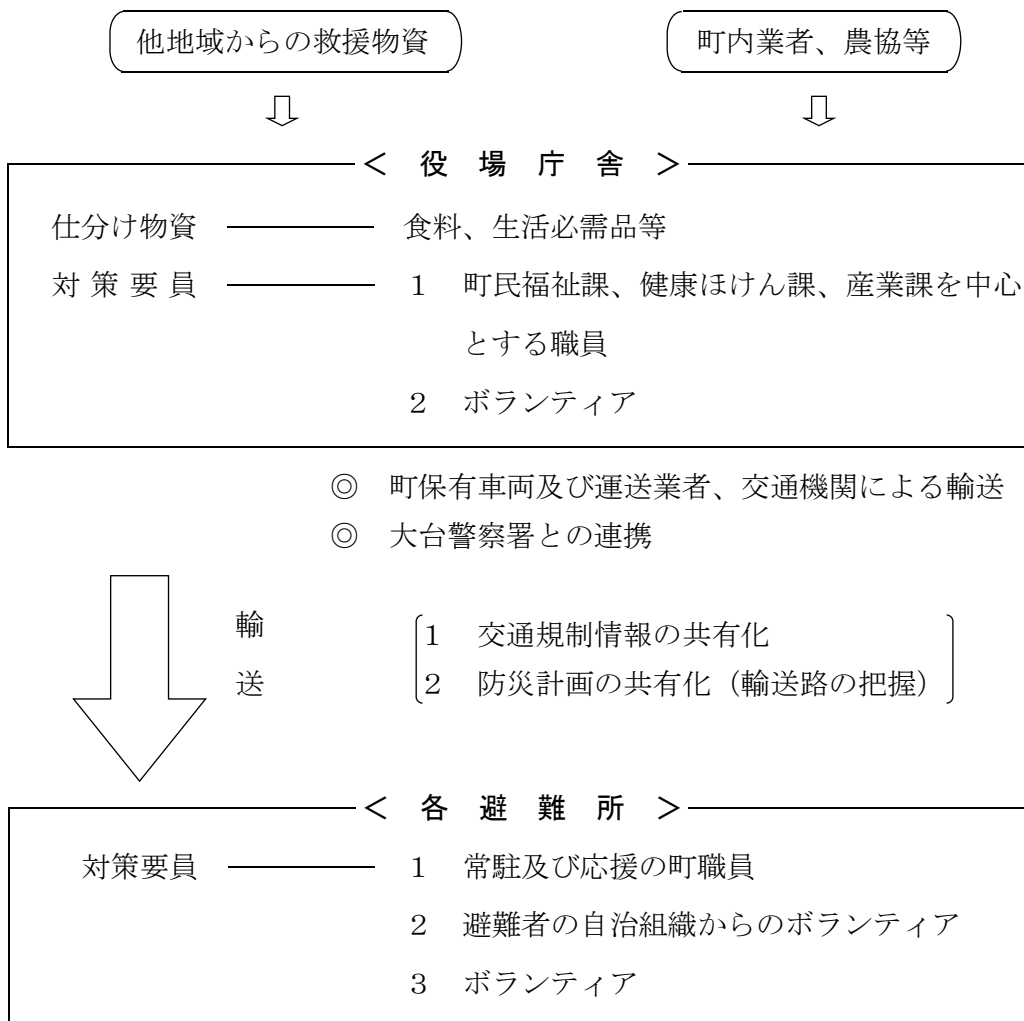 他地域からの救援物資
町内業者、農協等
＜ 役 場 庁 舎 ＞
仕分け物資 食料、生活必需品等
対 策 要 員 １ 町民福祉課、健康ほけん課、産業課を中心
とする職員
２ ボランティア
◎ 町保有車両及び運送業者、交通機関による輸送
◎ 大台警察署との連携
輸
送
１ 交通規制情報の共有化
２ 防災計画の共有化（輸送路の把握）
＜ 各 避 難 所 ＞
対策要員 １ 常駐及び応援の町職員
２ 避難者の自治組織からのボランティア
３ ボランティア